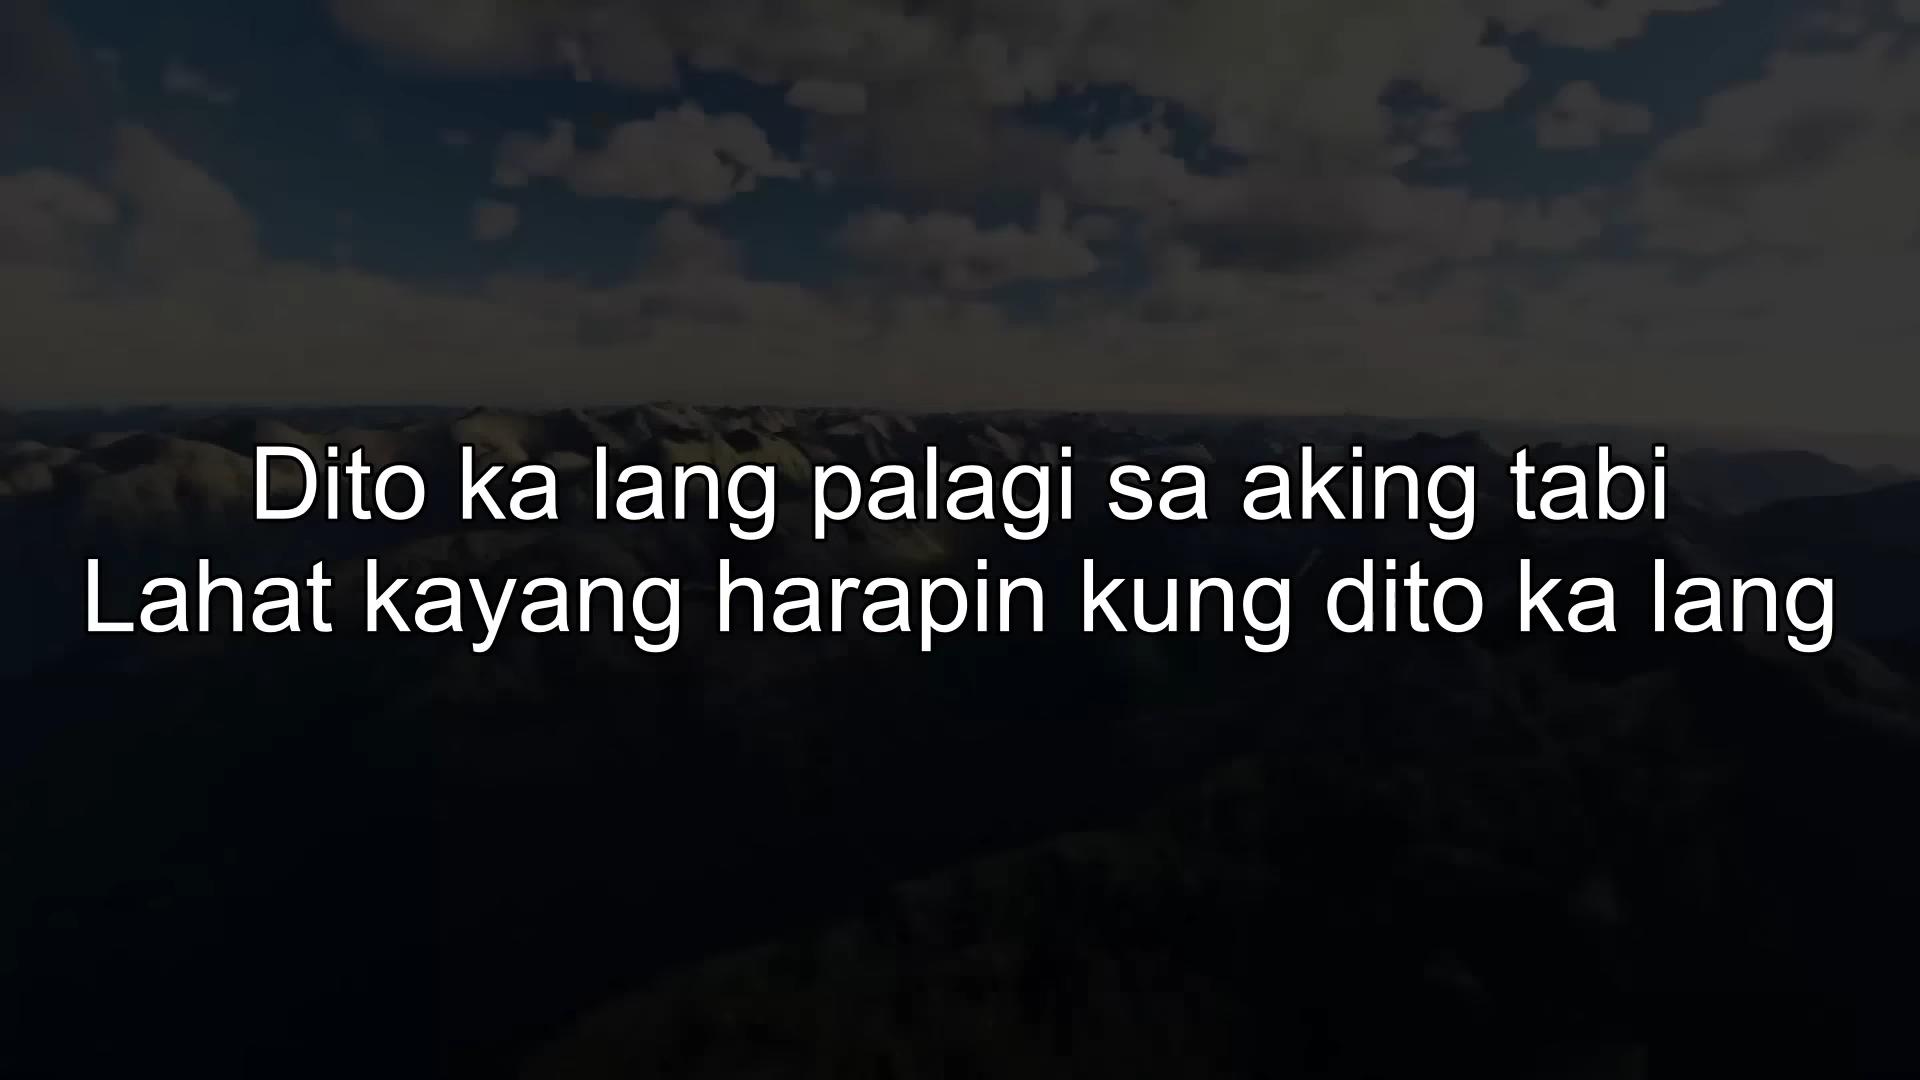 Dito ka lang palagi sa aking tabi
Lahat kayang harapin kung dito ka lang